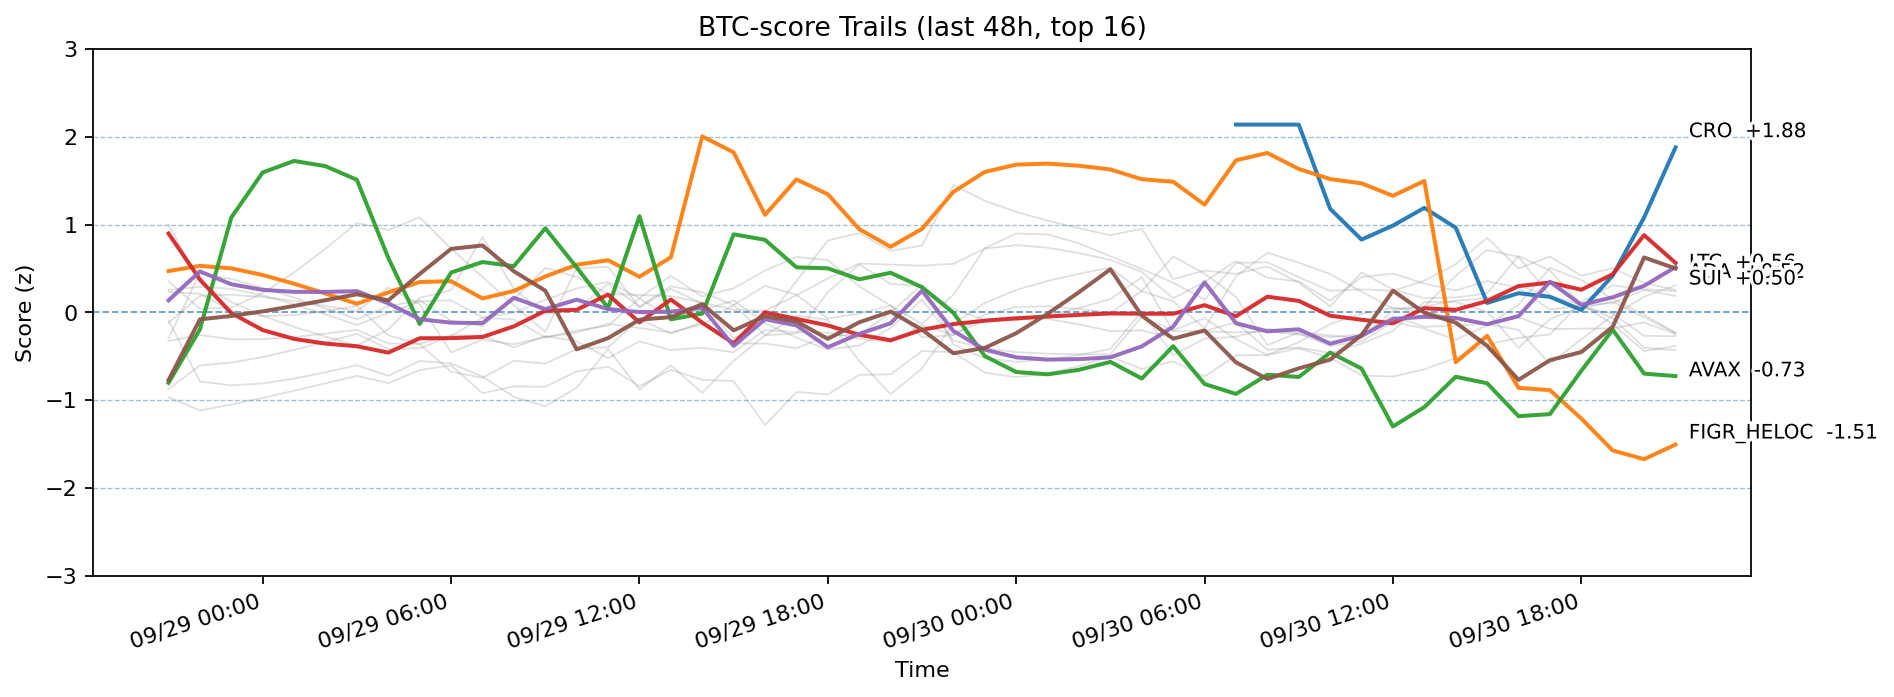 BTC-score Trails (last 48h, top 16)
Score (z)
3
2
1
0
−1
−2
−3
CRO +1.88
SUI +0.50
AVAX -0.73
FIGR_HELOC -1.51
09/29 00:00
09/29 06:00
09/29 12:00
09/29 18:00
09/30 00:00
09/30 06:00
09/30 12:00
09/30 18:00
Time